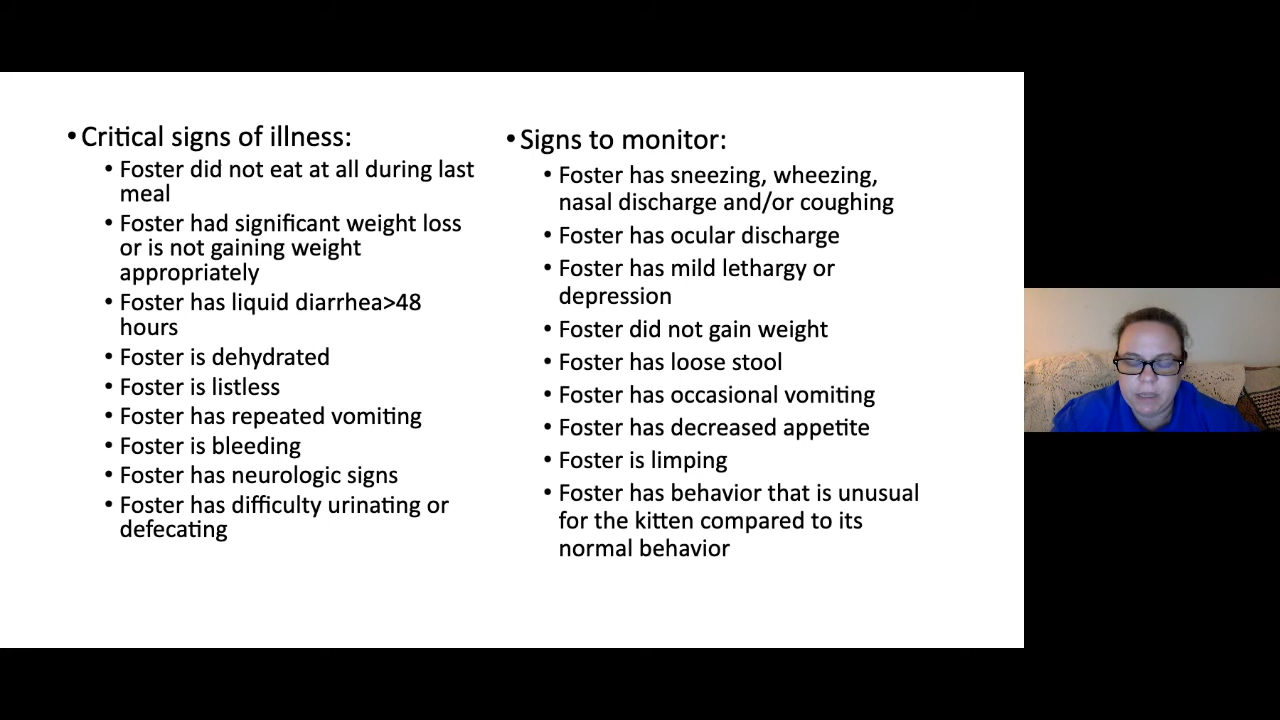 • Critical signs of illness:
• Foster did not eat at all during last
meal
• Foster had significant weight loss
or is not gaining weight
appropriately
• Foster has liquid diarrhea>48
hours
• Foster is dehydrated
• Foster is listless
• Foster has repeated vomiting
• Foster is bleeding
• Foster has neurologic signs
• Foster has difficulty urinating or
defecating
• Signs to monitor:
• Foster has sneezing, wheezing,
nasal discharge and/or coughing
• Foster has ocular discharge
• Foster has mild lethargy or
depression
• Foster did not gain weight
• Foster has loose stool
• Foster has occasional vomiting
• Foster has decreased appetite
• Foster is limping
• Foster has behavior that is unusual
for the kitten compared to its
normal behavior